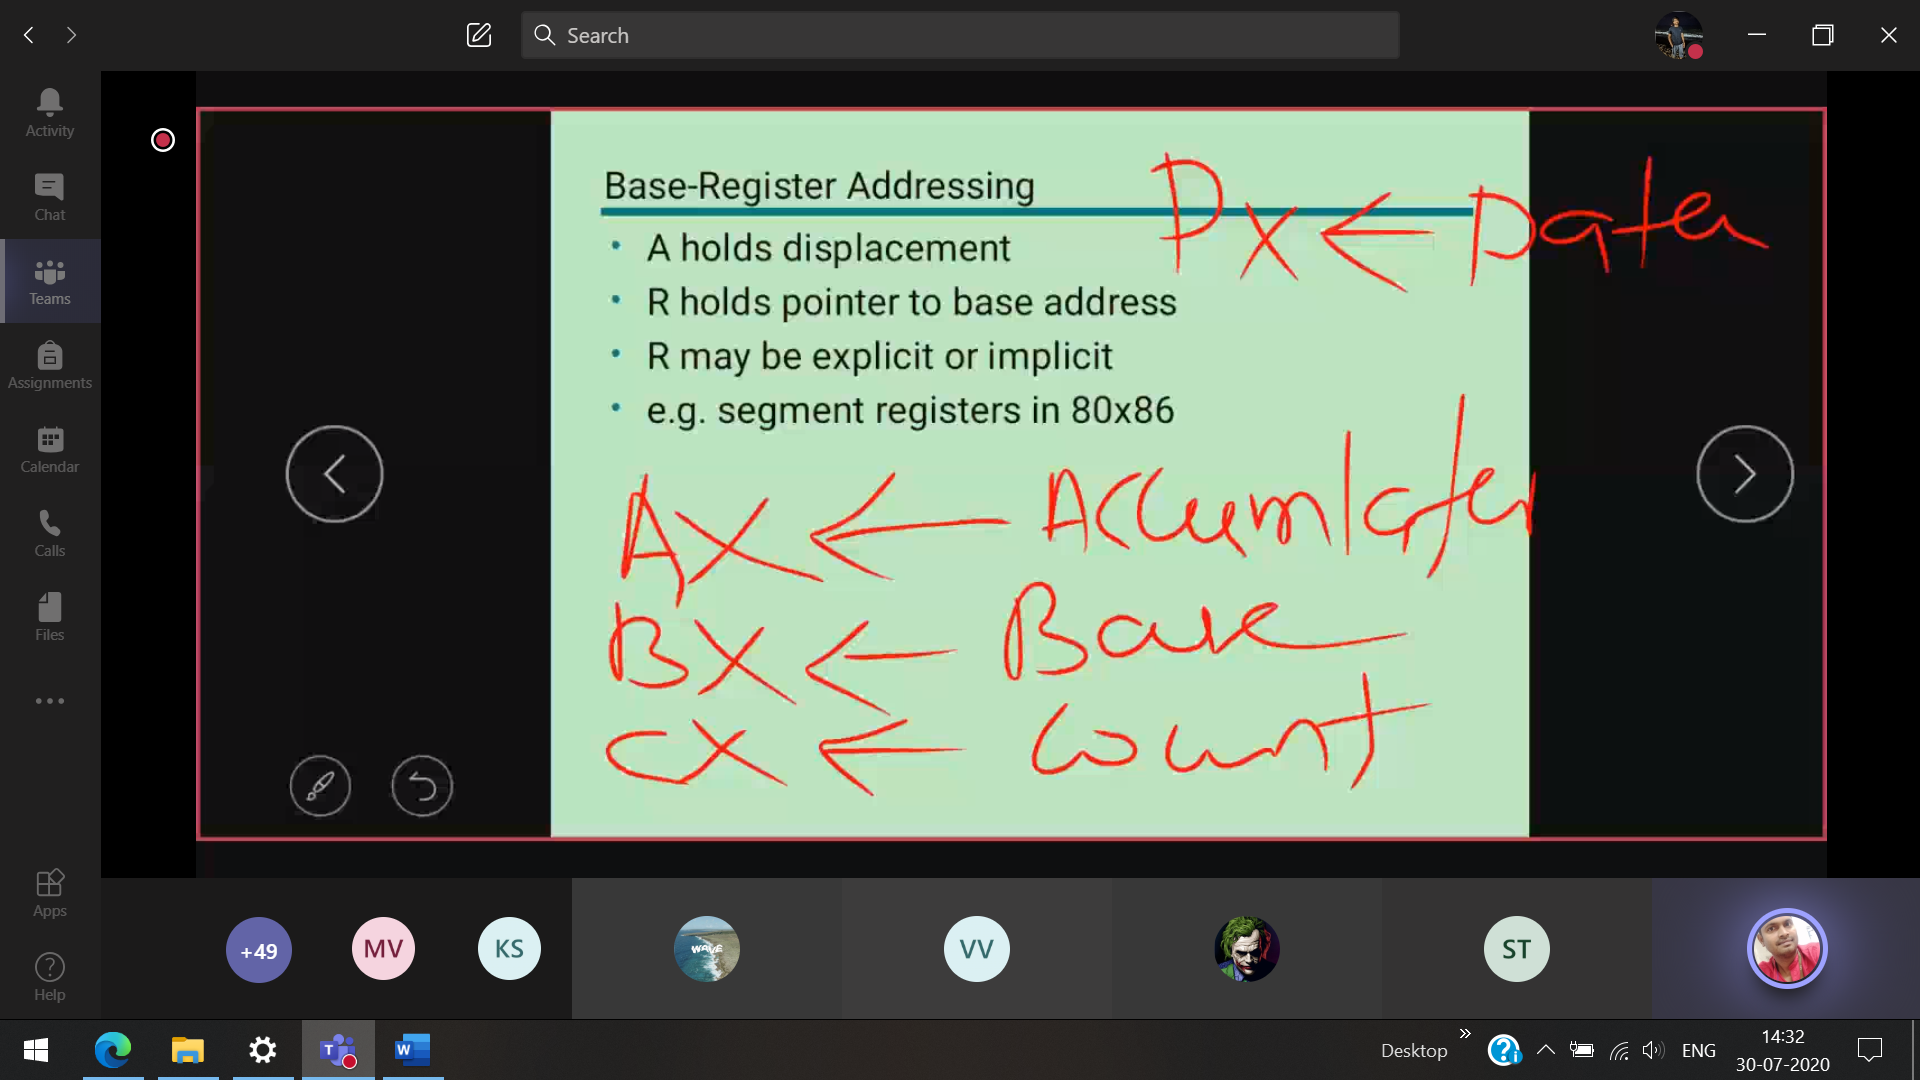 Search
Activity
Chat
Teams
Assignments
Calendar
Calls
Files
Apps
Help
Base-Register Addressing
• A holds displacement
• R holds pointer to base address
• R may be explicit or implicit
• e.g. segment registers in 80x86
DX ← Data
AX ← Accumlater
BX ← Base
CX ← Count
+49
MV
KS
WAVE
VV
ST
Desktop
ENG
14:32
30-07-2020